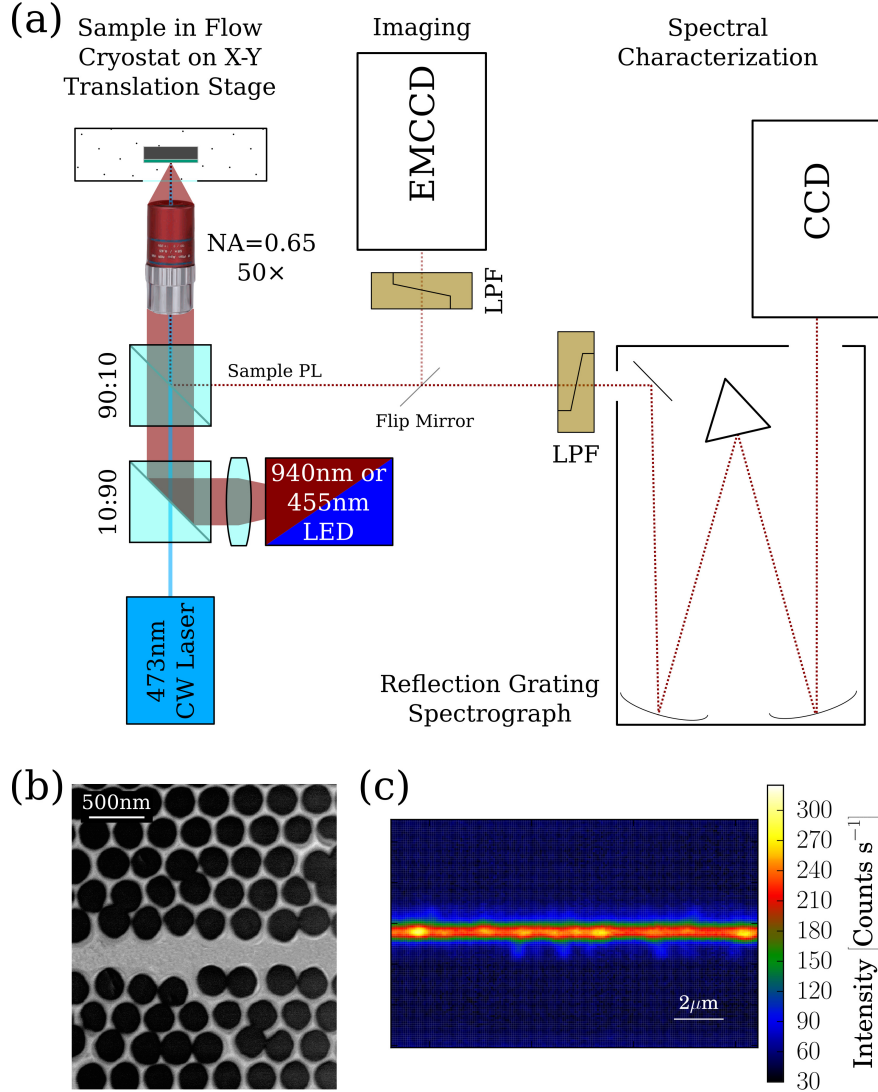 (a)
Sample in Flow
Cryostat on X-Y
Translation Stage
Imaging
Spectral
Characterization
EMCCD
CCD
NA=0.65
50×
LPF
90:10
Sample PL
Flip Mirror
LPF
10:90
940nm or
455nm
LED
473nm
CW Laser
Reflection Grating
Spectrograph
(b)
500nm
(c)
2μm
300
270
240
210
180
150
120
90
60
30
Intensity [Counts s⁻¹]